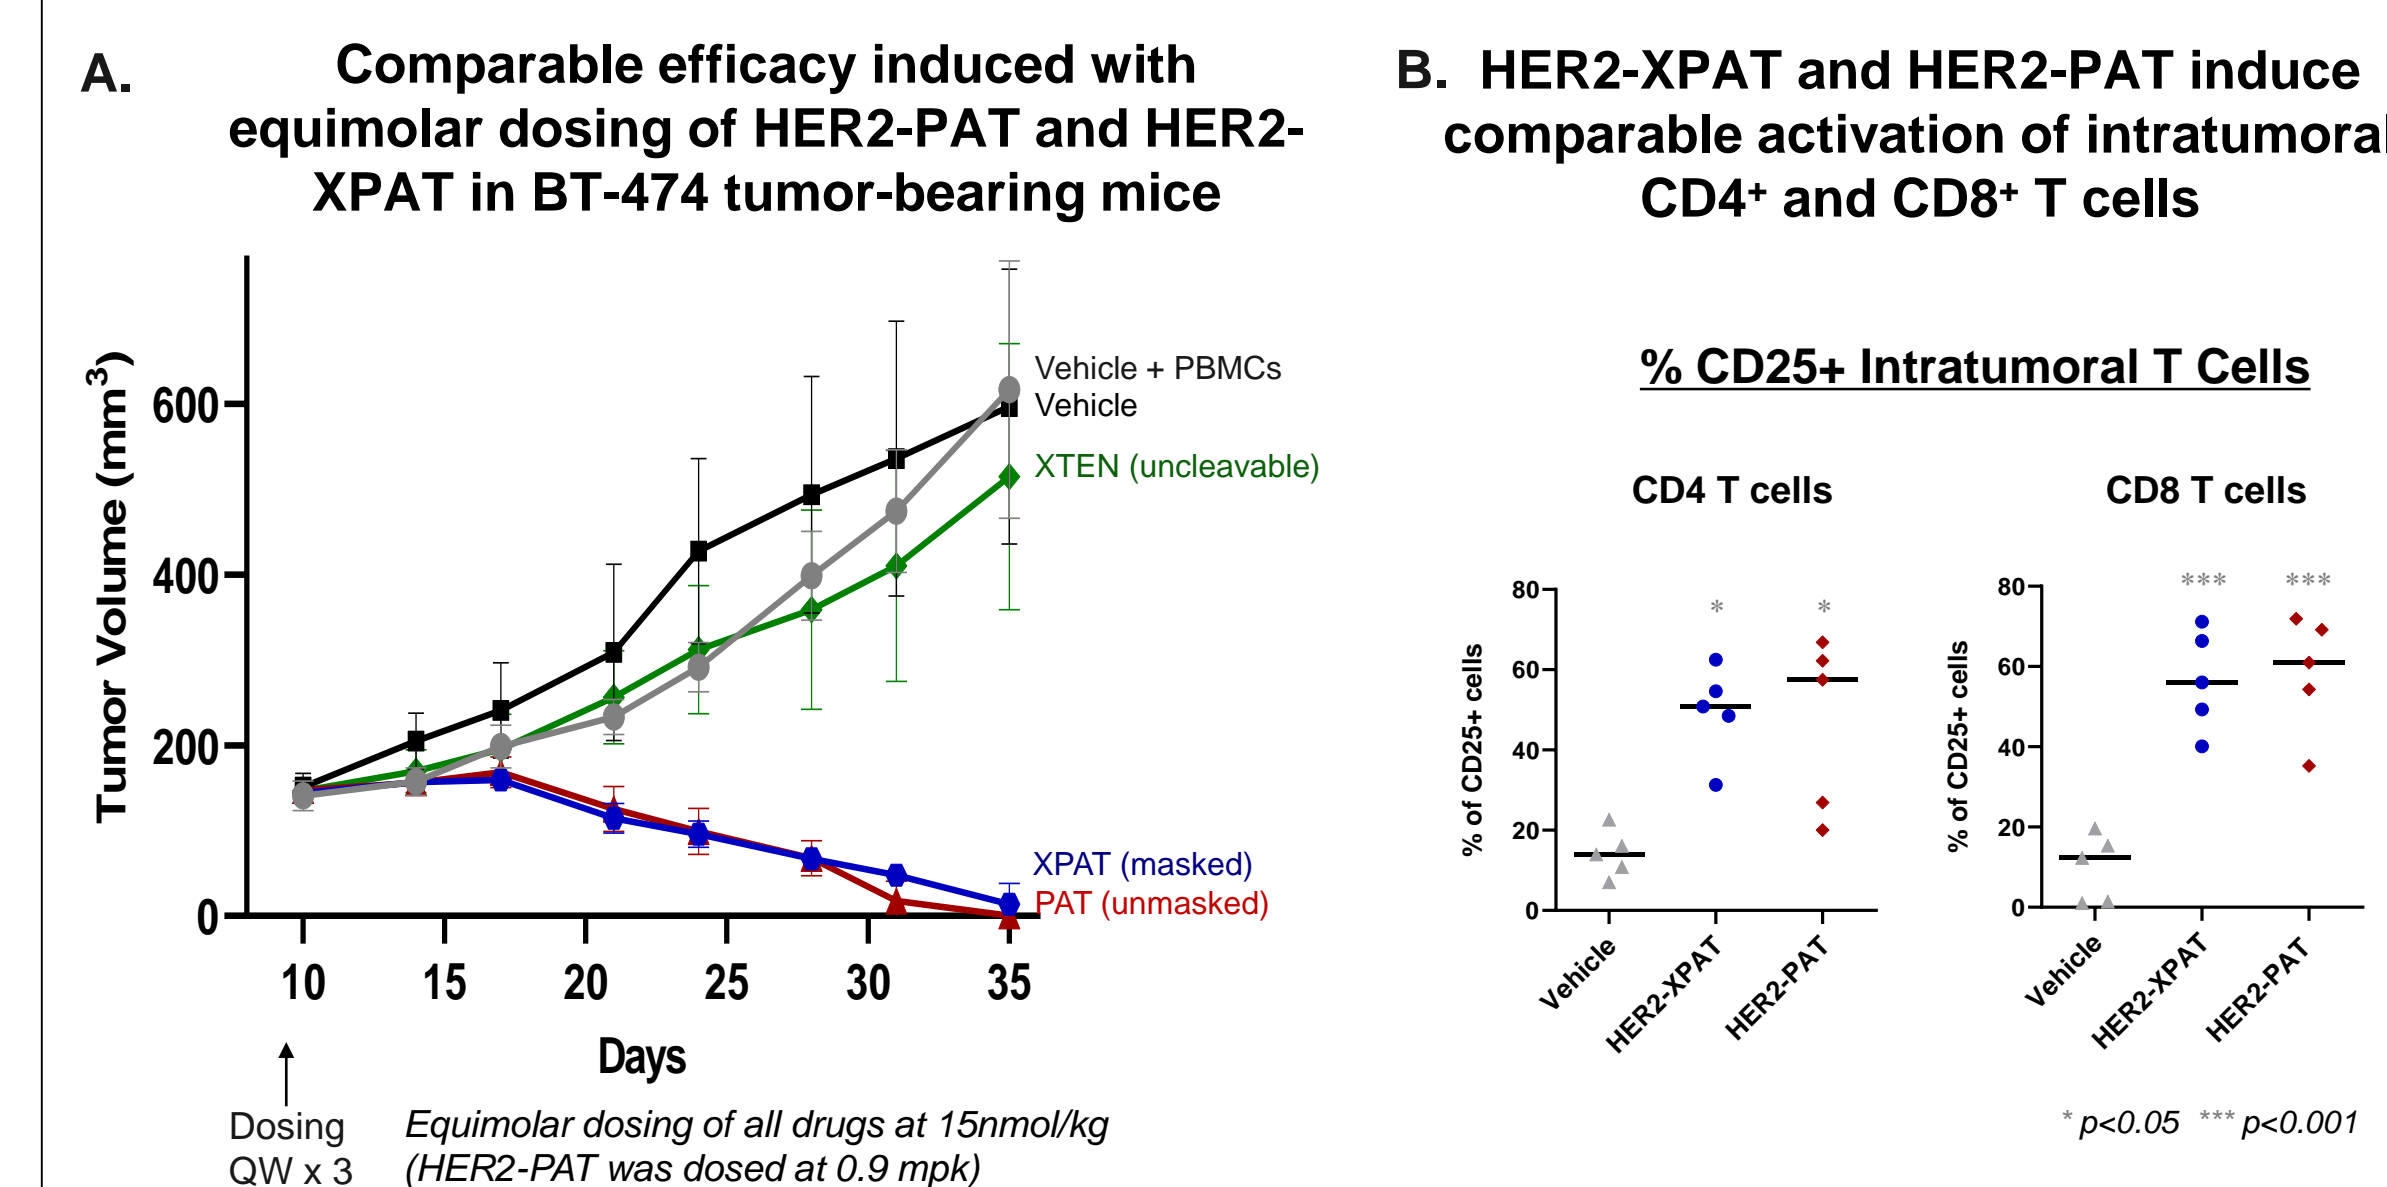 A.
Comparable efficacy induced with
equimolar dosing of HER2-PAT and HER2-
XPAT in BT-474 tumor-bearing mice
Tumor Volume (mm³)
600
400
200
0
10 15 20 25 30 35
Days
Vehicle + PBMCs
Vehicle
XTEN (uncleavable)
XPAT (masked)
PAT (unmasked)
Dosing
QW x 3
Equimolar dosing of all drugs at 15nmol/kg
(HER2-PAT was dosed at 0.9 mpk)
B. HER2-XPAT and HER2-PAT induce
comparable activation of intratumoral
CD4⁺ and CD8⁺ T cells
% CD25+ Intratumoral T Cells
CD4 T cells
% of CD25+ cells
80
60
40
20
0
* *
Vehicle
HER2-XPAT
HER2-PAT
CD8 T cells
% of CD25+ cells
80
60
40
20
0
*** ***
Vehicle
HER2-XPAT
HER2-PAT
* p<0.05 *** p<0.001